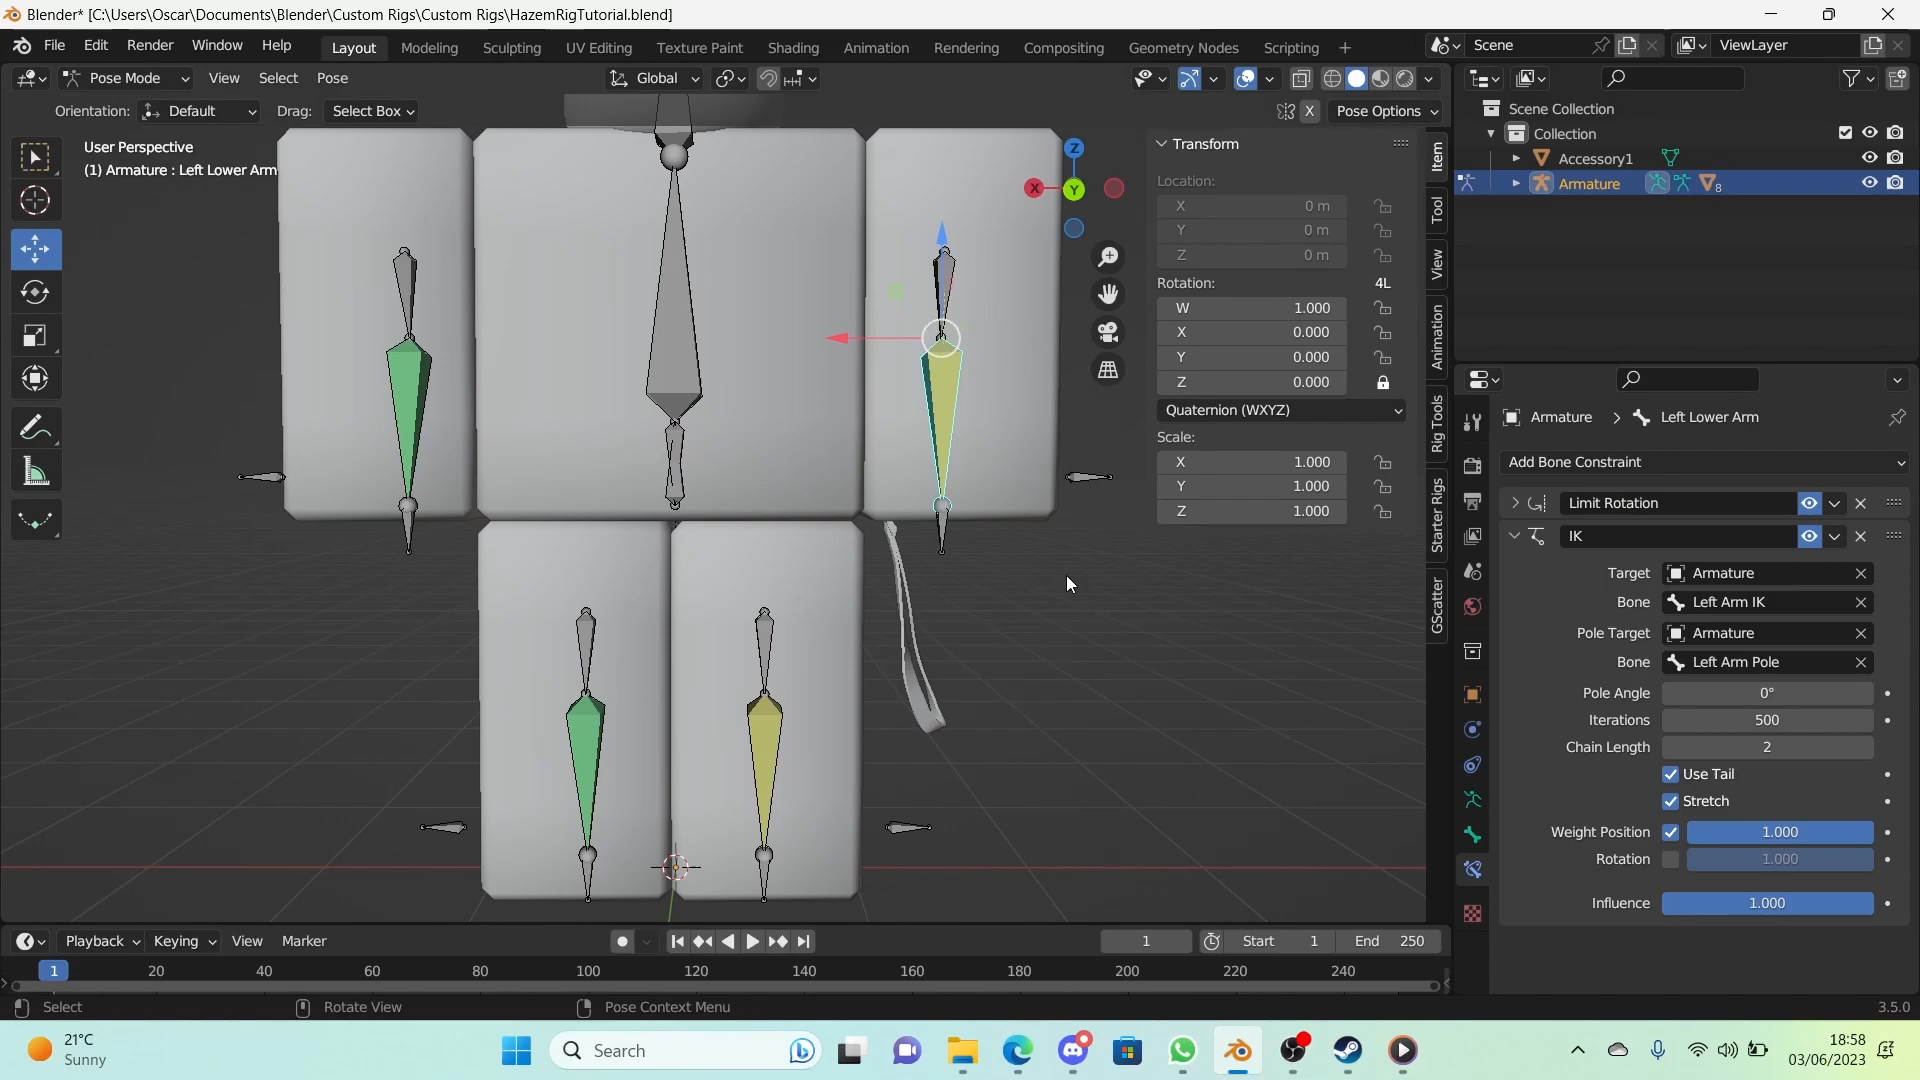 Blender* [C:\Users\Oscar\Documents\Blender\Custom Rigs\Custom Rigs\HazemRigTutorial.blend]
File Edit Render Window Help Layout Modeling Sculpting UV Editing Texture Paint Shading Animation Rendering Compositing Geometry Nodes Scripting + Scene ViewLayer
Pose Mode View Select Pose Global
Orientation: Default Drag: Select Box X Pose Options
User Perspective
(1) Armature : Left Lower Arm
Z
X
Y
Transform
Location:
X 0 m
Y 0 m
Z 0 m
Rotation: 4L
W 1.000
X 0.000
Y 0.000
Z 0.000
Quaternion (WXYZ)
Scale:
X 1.000
Y 1.000
Z 1.000
Item
Tool
View
Animation
Rig Tools
Starter Rigs
GScatter
Scene Collection
Collection
Accessory1
Armature 8
Armature > Left Lower Arm
Add Bone Constraint
Limit Rotation
IK
Target Armature
Bone Left Arm IK
Pole Target Armature
Bone Left Arm Pole
Pole Angle 0°
Iterations 500
Chain Length 2
Use Tail
Stretch
Weight Position 1.000
Rotation 1.000
Influence 1.000
Playback Keying View Marker 1 Start 1 End 250
1 20 40 60 80 100 120 140 160 180 200 220 240
Select Rotate View Pose Context Menu 3.5.0
21°C
Sunny
Search
18:58
03/06/2023